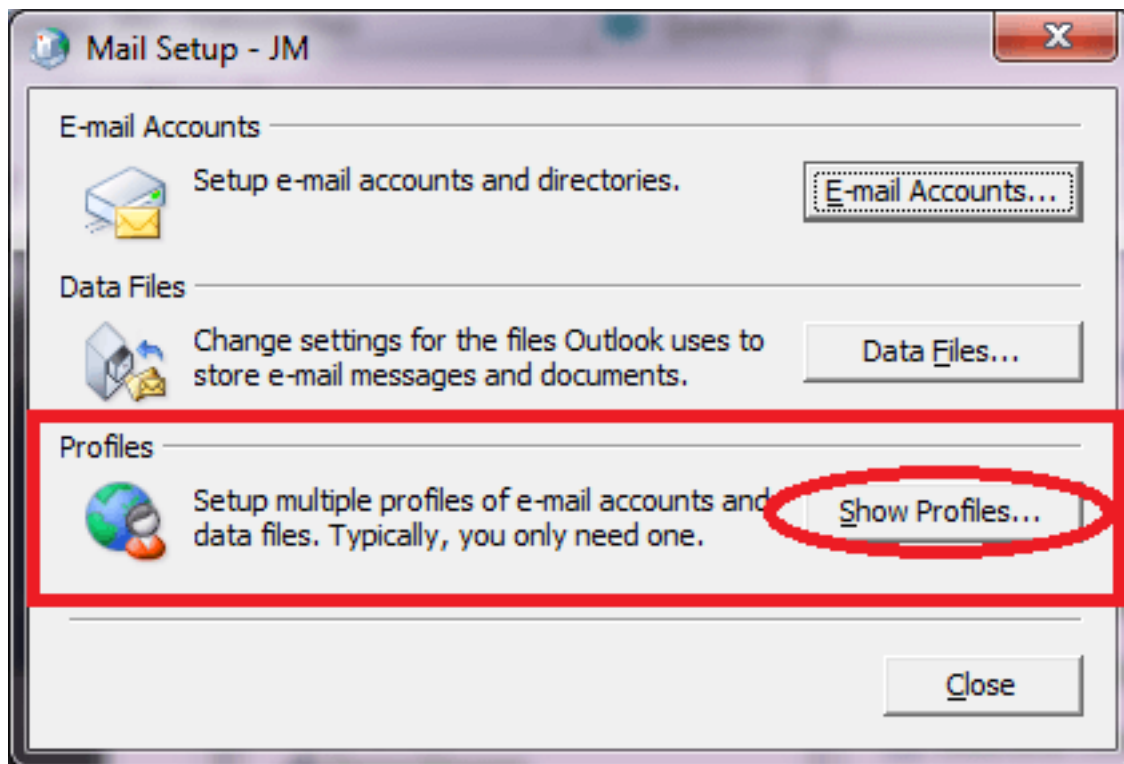 Mail Setup - JM
E-mail Accounts
Setup e-mail accounts and directories.
E-mail Accounts...
Data Files
Change settings for the files Outlook uses to
store e-mail messages and documents.
Data Files...
Profiles
Setup multiple profiles of e-mail accounts and
data files. Typically, you only need one.
Show Profiles...
Close